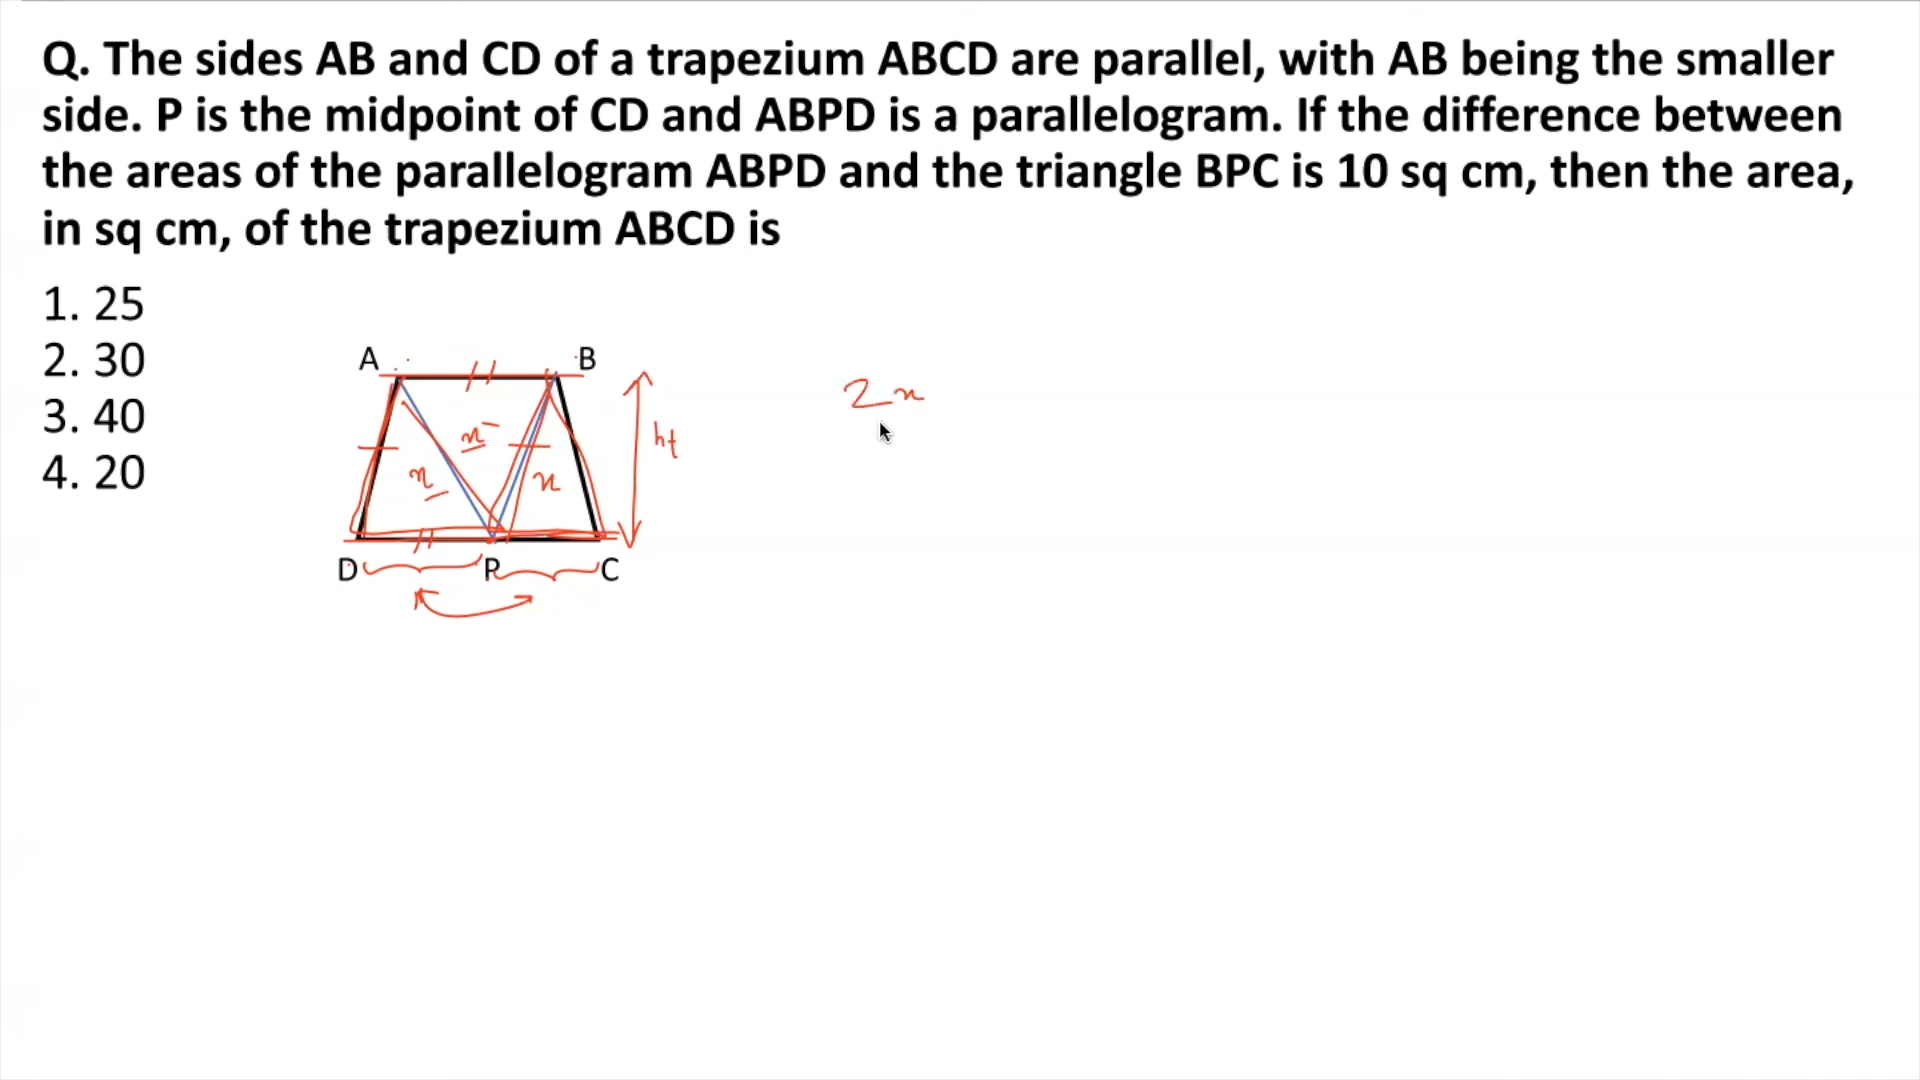 Q. The sides AB and CD of a trapezium ABCD are parallel, with AB being the smaller
side. P is the midpoint of CD and ABPD is a parallelogram. If the difference between
the areas of the parallelogram ABPD and the triangle BPC is 10 sq cm, then the area,
in sq cm, of the trapezium ABCD is
1. 25
2. 30
3. 40
4. 20
A B
2x
x ht
x x
D P C